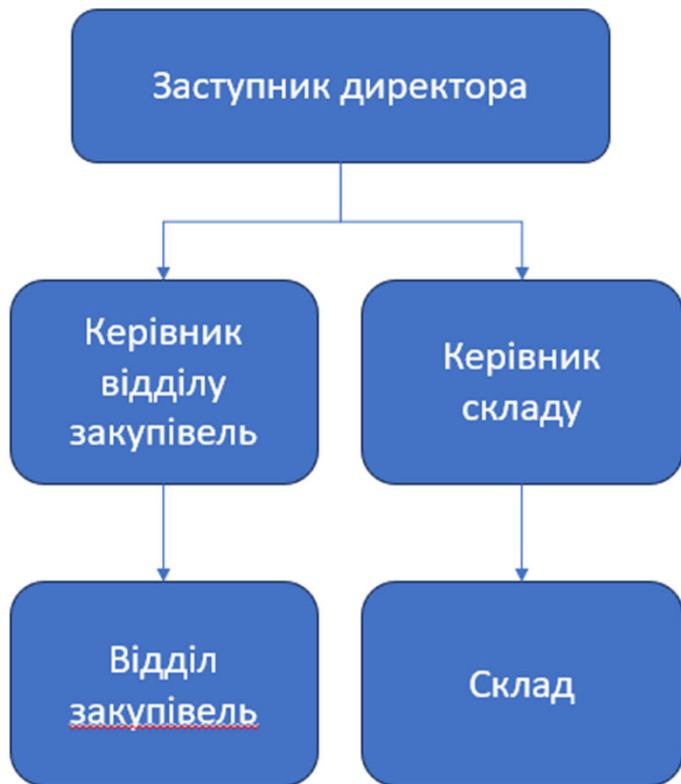 Заступник директора
Керівник
відділу
закупівель
Керівник
складу
Відділ
закупівель
Склад